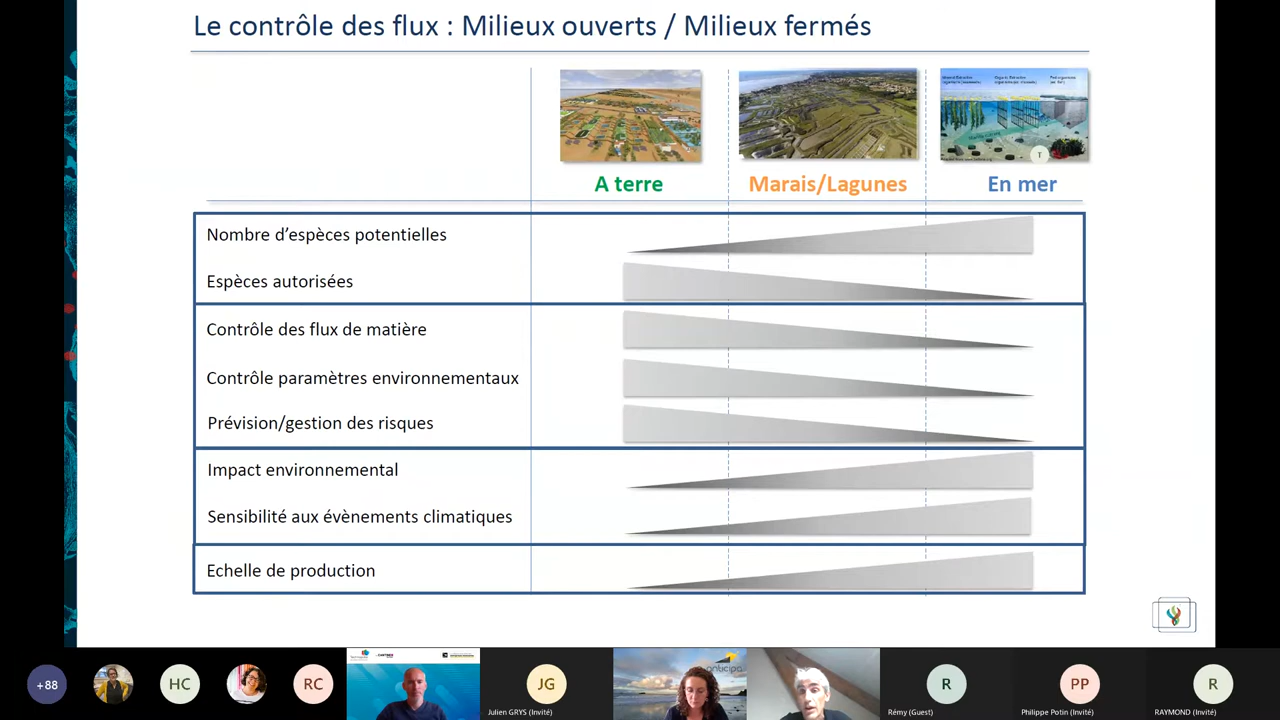 Le contrôle des flux : Milieux ouverts / Milieux fermés
A terre
Marais/Lagunes
En mer
T
Nombre d'espèces potentielles
Espèces autorisées
Contrôle des flux de matière
Contrôle paramètres environnementaux
Prévision/gestion des risques
Impact environnemental
Sensibilité aux évènements climatiques
Echelle de production
+88
HC
RC
JG
Julien GRYS (Invité)
anticipa
R
Rémy (Guest)
PP
Philippe Potin (Invité)
R
RAYMOND (Invité)